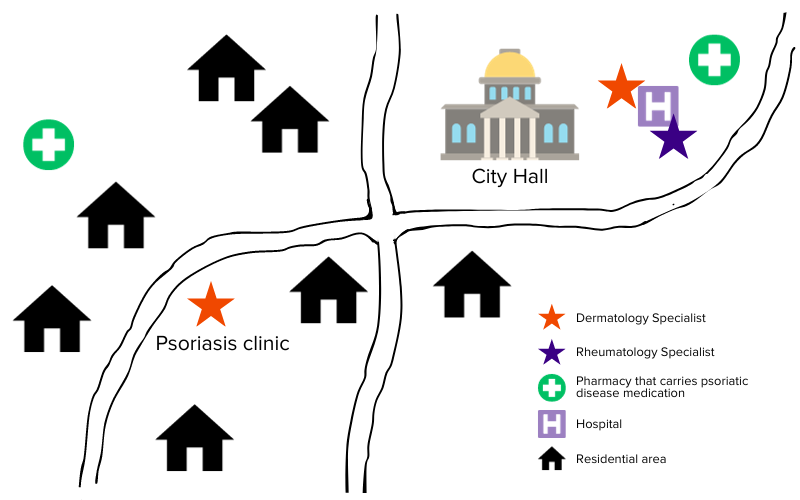 H
City Hall
Psoriasis clinic
Dermatology Specialist
Rheumatology Specialist
Pharmacy that carries psoriatic
disease medication
H
Hospital
Residential area